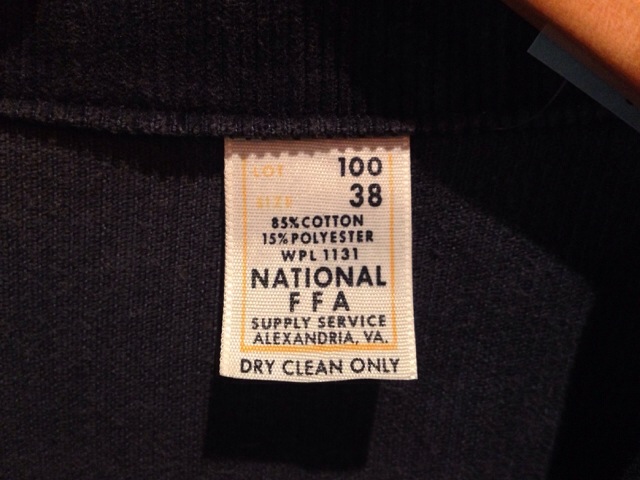 LOT 100
SIZE 38
85% COTTON
15% POLYESTER
WPL 1131
NATIONAL
FFA
SUPPLY SERVICE
ALEXANDRIA, VA.
DRY CLEAN ONLY